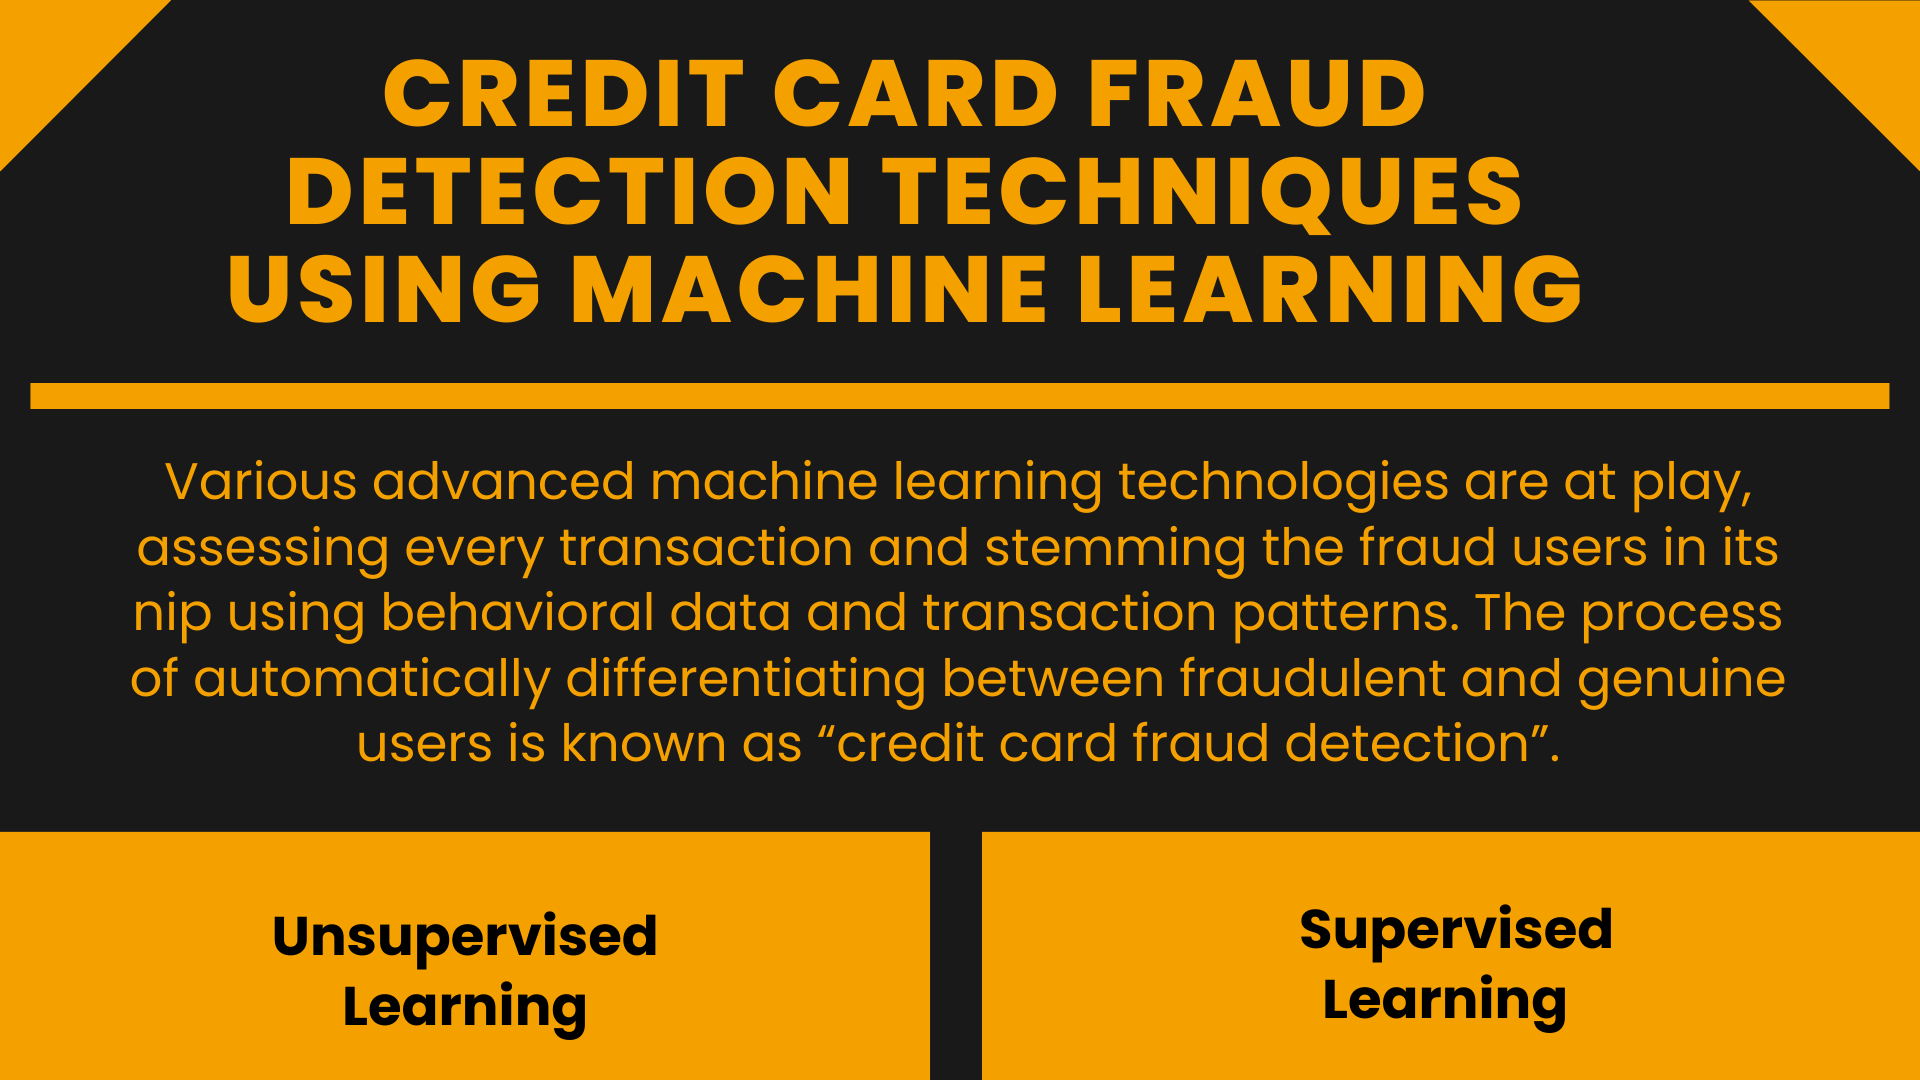 CREDIT CARD FRAUD
DETECTION TECHNIQUES
USING MACHINE LEARNING
Various advanced machine learning technologies are at play,
assessing every transaction and stemming the fraud users in its
nip using behavioral data and transaction patterns. The process
of automatically differentiating between fraudulent and genuine
users is known as “credit card fraud detection”.
Unsupervised
Learning
Supervised
Learning